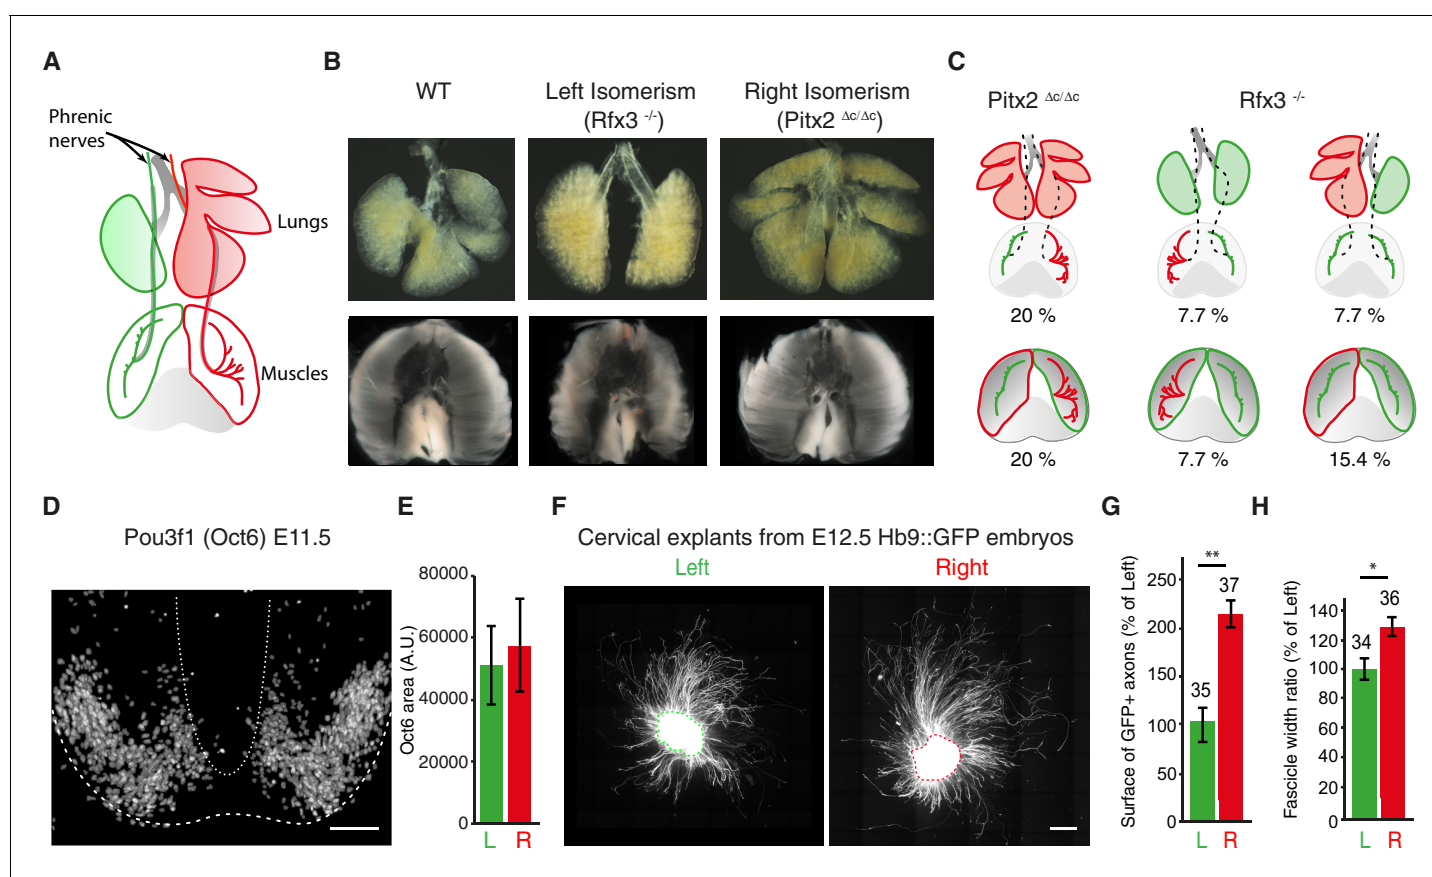 A
Phrenic
nerves
Lungs
Muscles
B
WT
Left Isomerism
(Rfx3 -/-)
Right Isomerism
(Pitx2 Δc/Δc)
C
Pitx2 Δc/Δc
Rfx3 -/-
20 %
7.7 %
7.7 %
20 %
7.7 %
15.4 %
D
Pou3f1 (Oct6) E11.5
E
Oct6 area (A.U.)
80000
60000
40000
20000
0
L
R
F
Cervical explants from E12.5 Hb9::GFP embryos
Left
Right
G
Surface of GFP+ axons (% of Left)
250
200
150
100
50
0
**
35
37
L
R
H
Fascicle width ratio (% of Left)
140
120
100
80
60
40
20
0
*
34
36
L
R